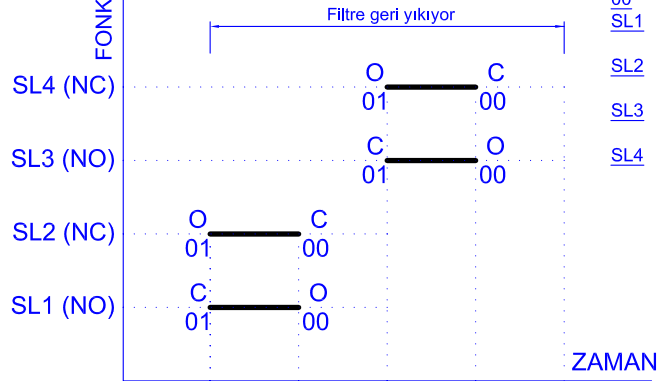 Filtre geri yıkıyor
FONK
SL4 (NC)
O C
01 00
SL3 (NO)
C O
01 00
SL2 (NC)
O C
01 00
SL1 (NO)
C O
01 00
ZAMAN
00
SL1
SL2
SL3
SL4